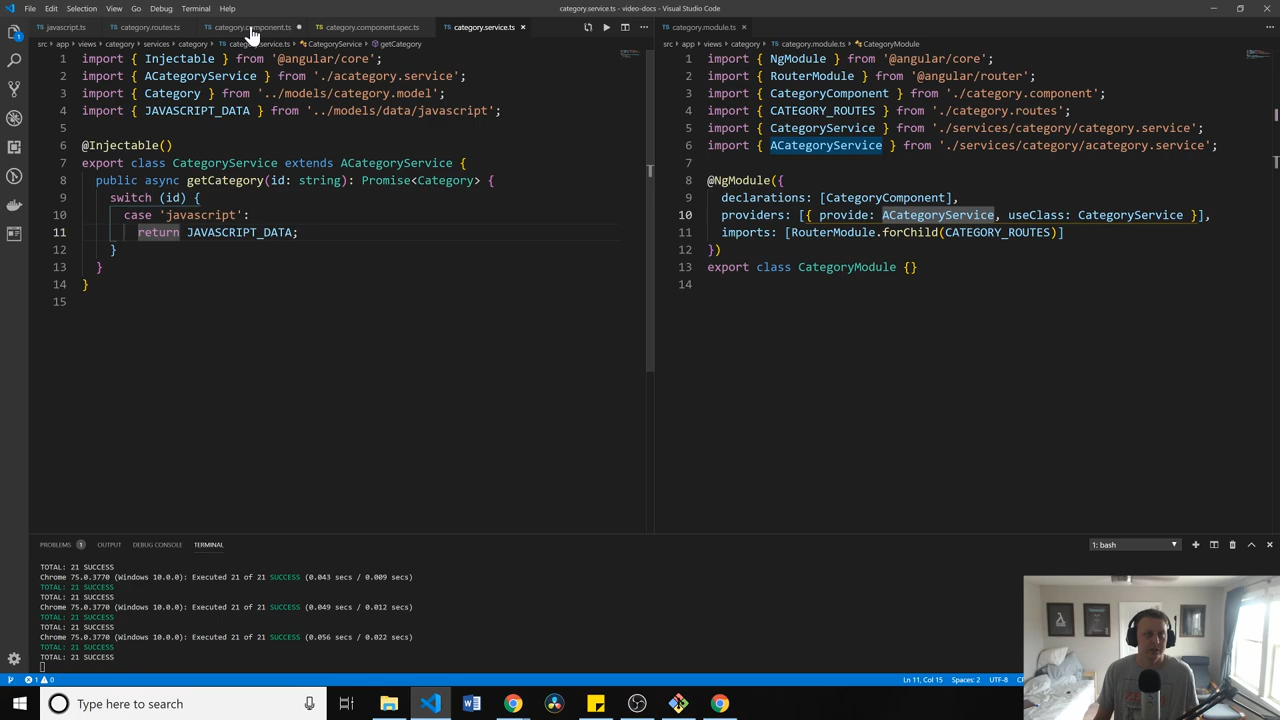 File Edit Selection View Go Debug Terminal Help
category.service.ts - video-docs - Visual Studio Code
TS javascript.ts TS category.routes.ts TS category.component.ts TS category.component.spec.ts TS category.service.ts
TS category.module.ts
src > app > views > category > services > category > TS category.service.ts > CategoryService > getCategory
src > app > views > category > TS category.module.ts > CategoryModule
1 import { Injectable } from '@angular/core';
2 import { ACategoryService } from './acategory.service';
3 import { Category } from '../models/category.model';
4 import { JAVASCRIPT_DATA } from '../models/data/javascript';
5
6 @Injectable()
7 export class CategoryService extends ACategoryService {
8 public async getCategory(id: string): Promise<Category> {
9 switch (id) {
10 case 'javascript':
11 return JAVASCRIPT_DATA;
12 }
13 }
14 }
15
1 import { NgModule } from '@angular/core';
2 import { RouterModule } from '@angular/router';
3 import { CategoryComponent } from './category.component';
4 import { CATEGORY_ROUTES } from './category.routes';
5 import { CategoryService } from './services/category/category.service';
6 import { ACategoryService } from './services/category/acategory.service';
7
8 @NgModule({
9 declarations: [CategoryComponent],
10 providers: [{ provide: ACategoryService, useClass: CategoryService }],
11 imports: [RouterModule.forChild(CATEGORY_ROUTES)]
12 })
13 export class CategoryModule {}
14
PROBLEMS 1 OUTPUT DEBUG CONSOLE TERMINAL
1: bash
TOTAL: 21 SUCCESS
Chrome 75.0.3770 (Windows 10.0.0): Executed 21 of 21 SUCCESS (0.043 secs / 0.009 secs)
TOTAL: 21 SUCCESS
TOTAL: 21 SUCCESS
Chrome 75.0.3770 (Windows 10.0.0): Executed 21 of 21 SUCCESS (0.049 secs / 0.012 secs)
TOTAL: 21 SUCCESS
TOTAL: 21 SUCCESS
Chrome 75.0.3770 (Windows 10.0.0): Executed 21 of 21 SUCCESS (0.056 secs / 0.022 secs)
TOTAL: 21 SUCCESS
TOTAL: 21 SUCCESS
1 0
Ln 11, Col 15 Spaces: 2 UTF-8
Type here to search